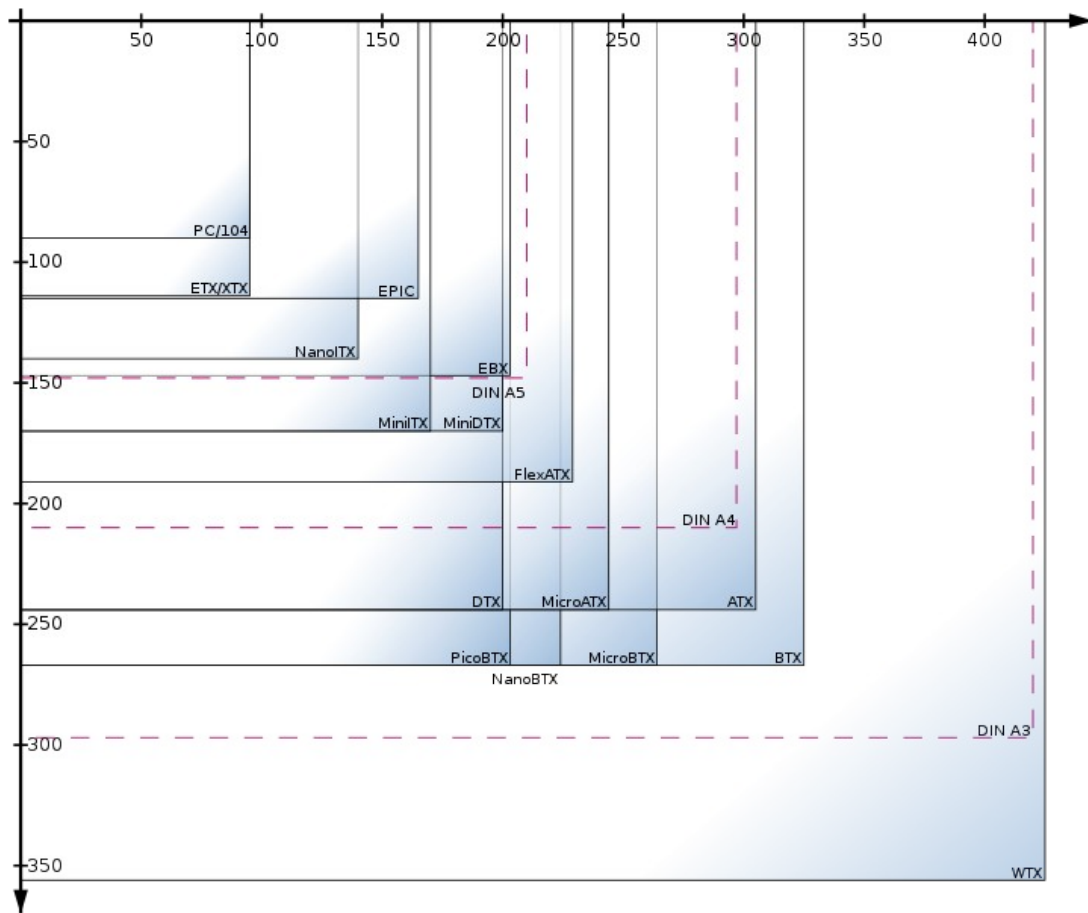 50 100 150 200 250 300 350 400
50
PC/104
100
ETX/XTX
EPIC
NanoITX
EBX
150
DIN A5
MiniITX MiniDTX
FlexATX
200
DIN A4
DTX MicroATX ATX
250
PicoBTX MicroBTX BTX
NanoBTX
DIN A3
300
350
WTX